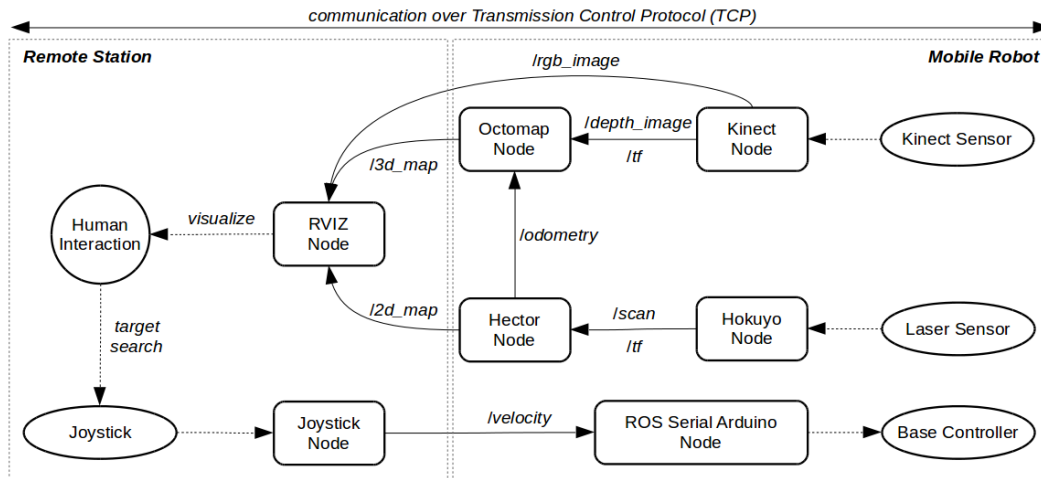 communication over Transmission Control Protocol (TCP)
Remote Station
Mobile Robot
/rgb_image
Octomap
Node
/depth_image
/tf
Kinect
Node
Kinect Sensor
/3d_map
Human
Interaction
visualize
RVIZ
Node
/odometry
/2d_map
Hector
Node
/scan
/tf
Hokuyo
Node
Laser Sensor
target
search
Joystick
Joystick
Node
/velocity
ROS Serial Arduino
Node
Base Controller